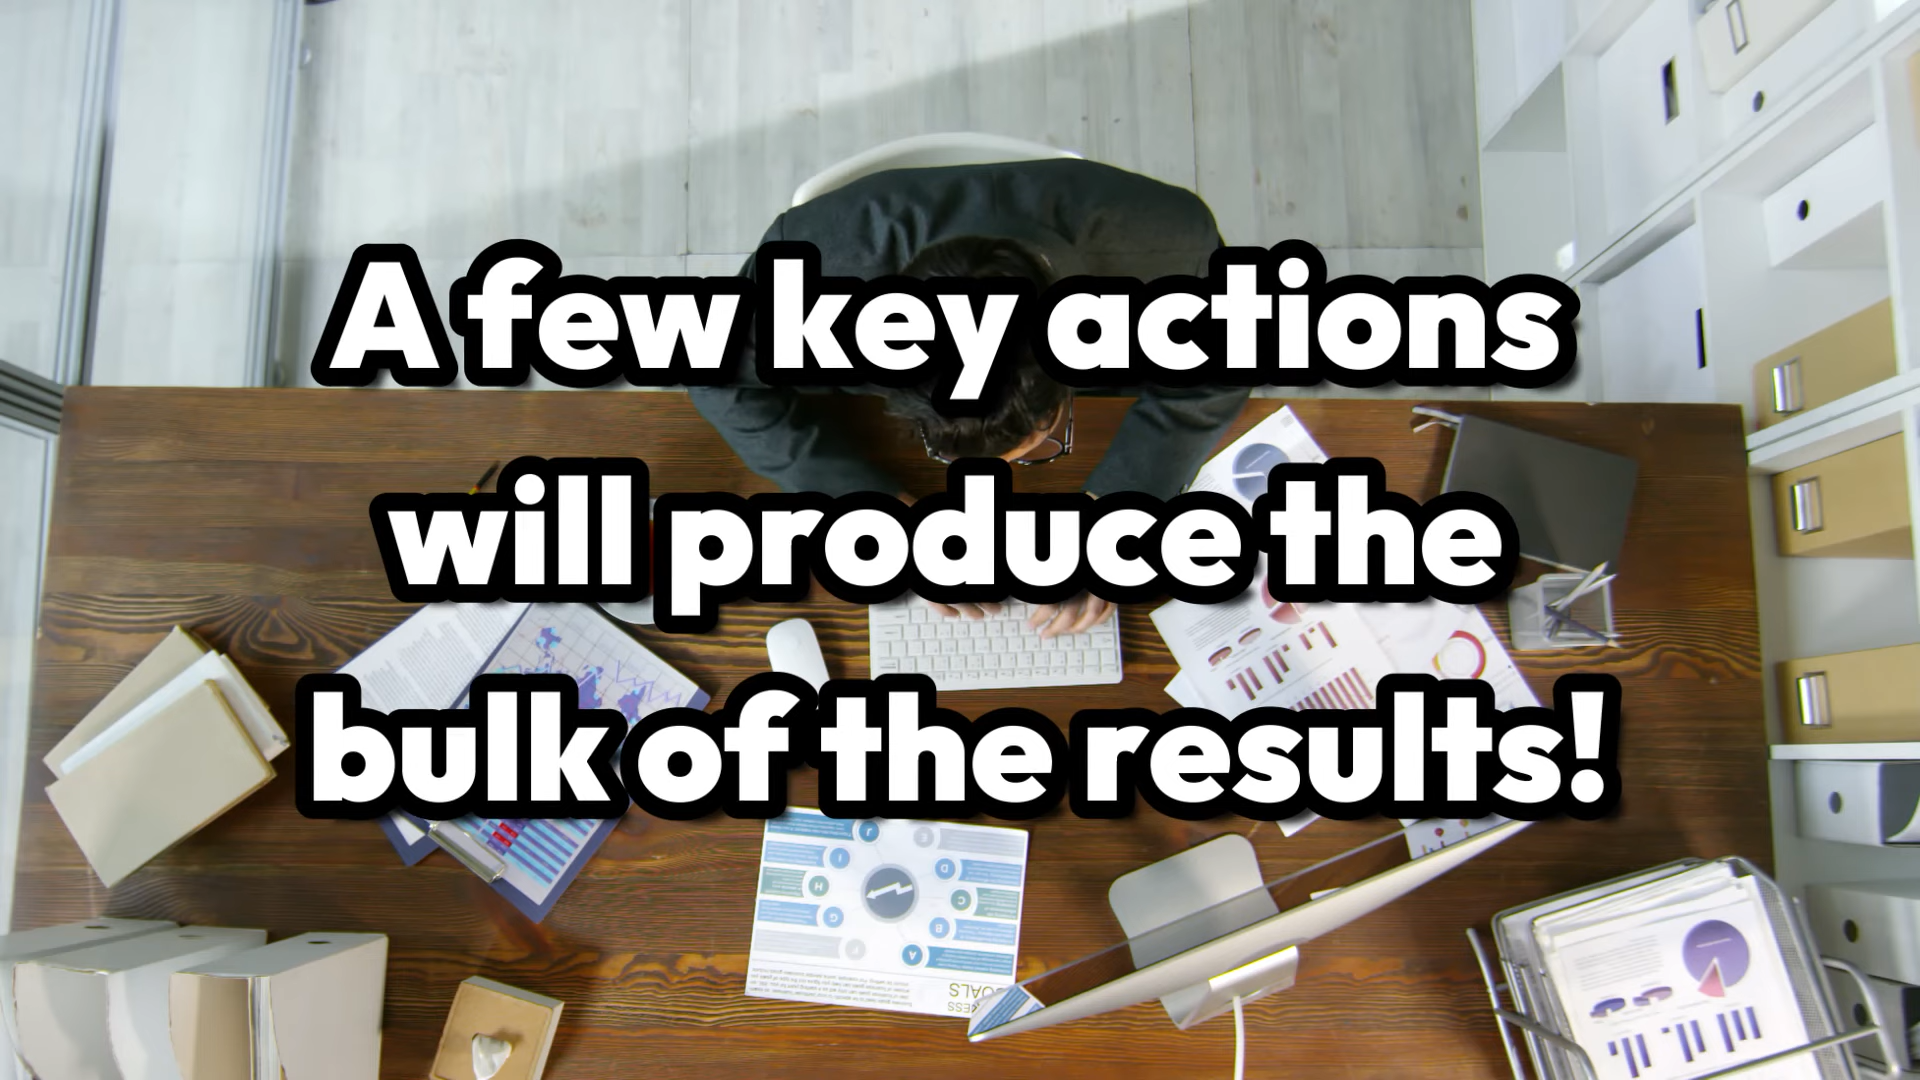 A few key actions
will produce the
bulk of the results!